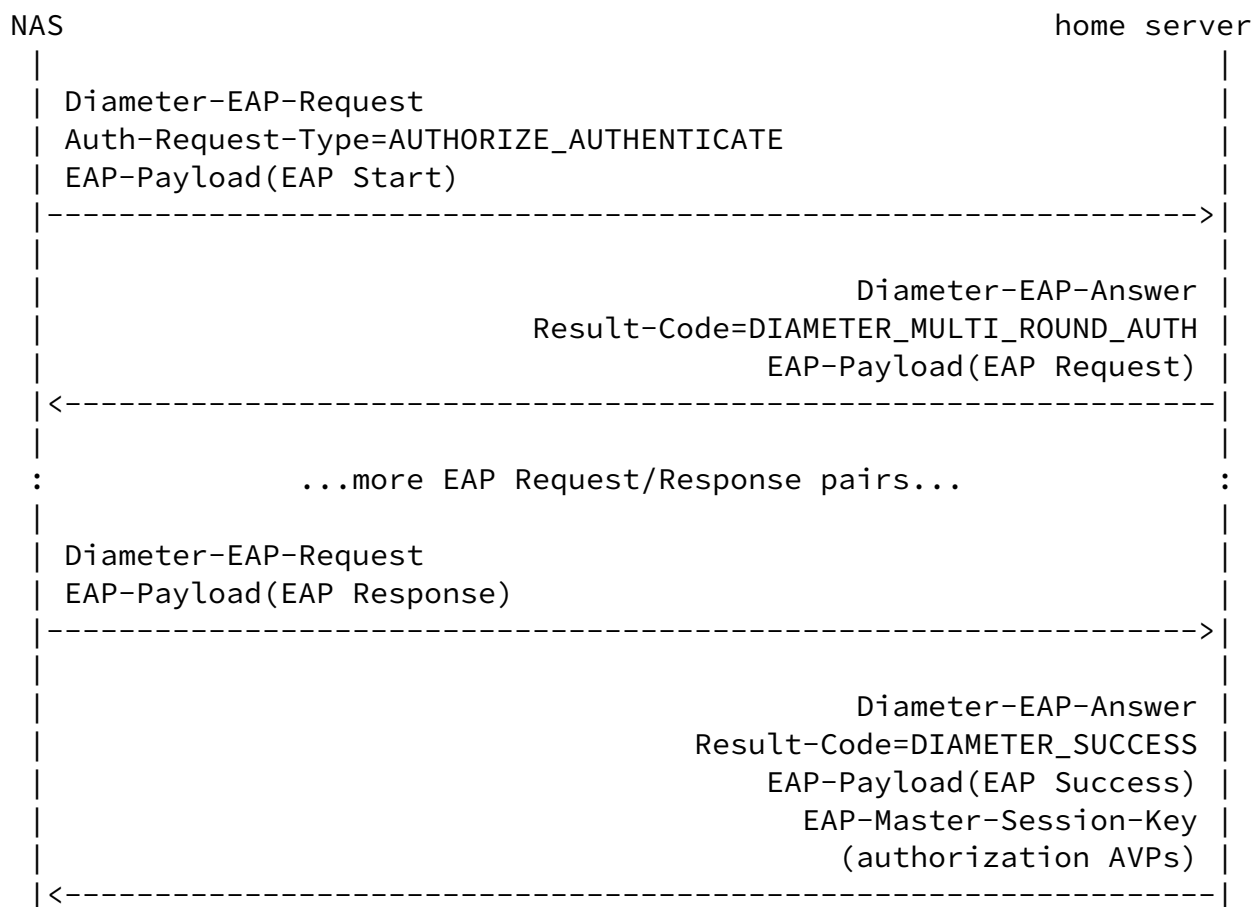 NAS home server
Diameter-EAP-Request
Auth-Request-Type=AUTHORIZE_AUTHENTICATE
EAP-Payload(EAP Start)
Diameter-EAP-Answer
Result-Code=DIAMETER_MULTI_ROUND_AUTH
EAP-Payload(EAP Request)
...more EAP Request/Response pairs...
Diameter-EAP-Request
EAP-Payload(EAP Response)
Diameter-EAP-Answer
Result-Code=DIAMETER_SUCCESS
EAP-Payload(EAP Success)
EAP-Master-Session-Key
(authorization AVPs)